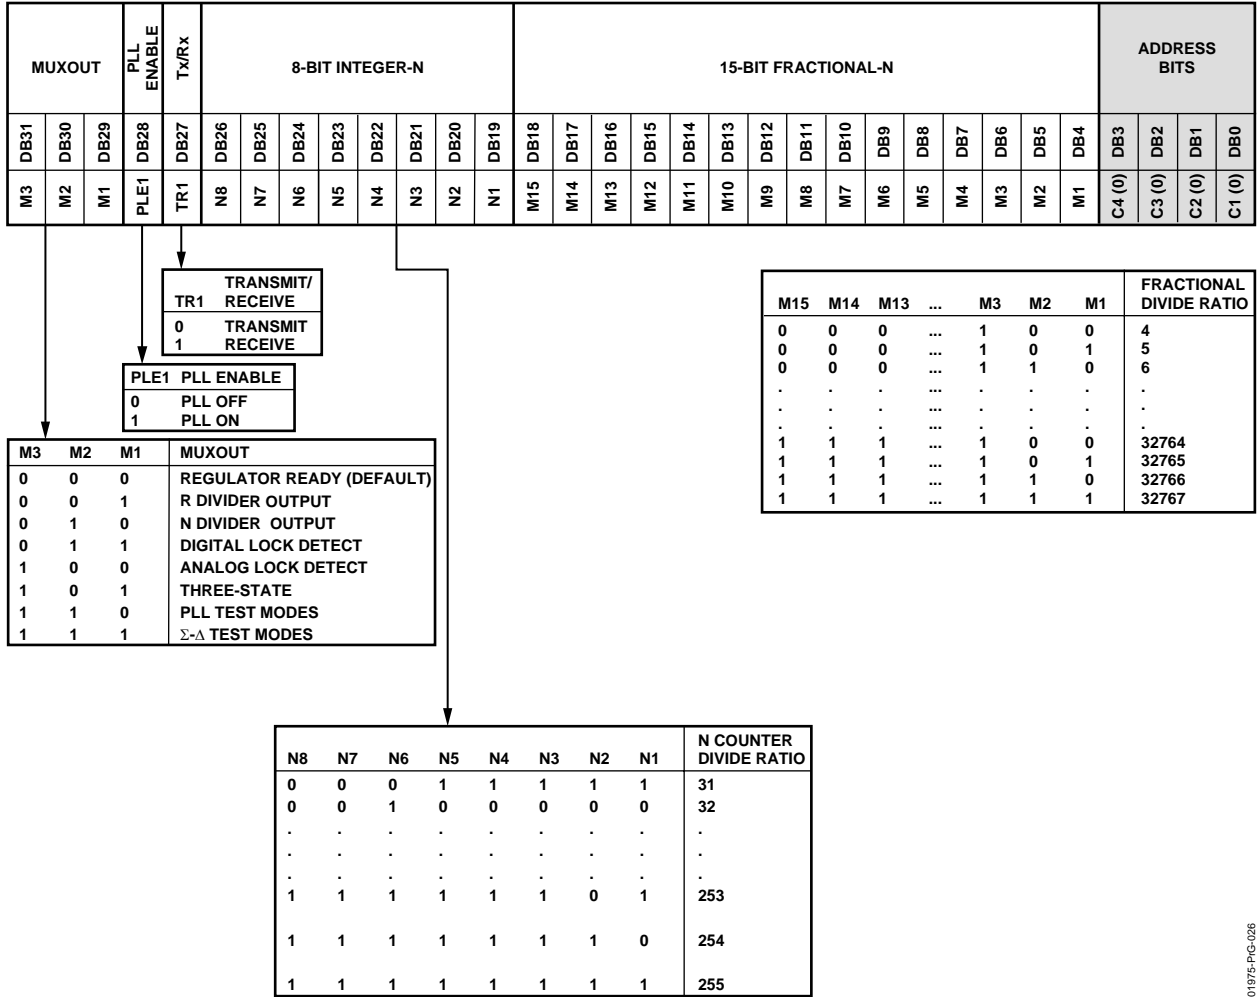 MUXOUT PLL ENABLE Tx/Rx 8-BIT INTEGER-N 15-BIT FRACTIONAL-N ADDRESS BITS
DB31 DB30 DB29 DB28 DB27 DB26 DB25 DB24 DB23 DB22 DB21 DB20 DB19 DB18 DB17 DB16 DB15 DB14 DB13 DB12 DB11 DB10 DB9 DB8 DB7 DB6 DB5 DB4 DB3 DB2 DB1 DB0
M3 M2 M1 PLE1 TR1 N8 N7 N6 N5 N4 N3 N2 N1 M15 M14 M13 M12 M11 M10 M9 M8 M7 M6 M5 M4 M3 M2 M1 C4 (0) C3 (0) C2 (0) C1 (0)
TR1 TRANSMIT/ RECEIVE
0 TRANSMIT
1 RECEIVE
PLE1 PLL ENABLE
0 PLL OFF
1 PLL ON
M3 M2 M1 MUXOUT
0 0 0 REGULATOR READY (DEFAULT)
0 0 1 R DIVIDER OUTPUT
0 1 0 N DIVIDER OUTPUT
0 1 1 DIGITAL LOCK DETECT
1 0 0 ANALOG LOCK DETECT
1 0 1 THREE-STATE
1 1 0 PLL TEST MODES
1 1 1 Σ-Δ TEST MODES
M15 M14 M13 ... M3 M2 M1 FRACTIONAL DIVIDE RATIO
0 0 0 ... 1 0 0 4
0 0 0 ... 1 0 1 5
0 0 0 ... 1 1 0 6
. . . ... . . . .
. . . ... . . . .
. . . ... . . . .
1 1 1 ... 1 0 0 32764
1 1 1 ... 1 0 1 32765
1 1 1 ... 1 1 0 32766
1 1 1 ... 1 1 1 32767
N8 N7 N6 N5 N4 N3 N2 N1 N COUNTER DIVIDE RATIO
0 0 0 1 1 1 1 1 31
0 0 1 0 0 0 0 0 32
. . . . . . . . .
. . . . . . . . .
. . . . . . . . .
1 1 1 1 1 1 0 1 253
1 1 1 1 1 1 1 0 254
1 1 1 1 1 1 1 1 255
01975-PrG-026